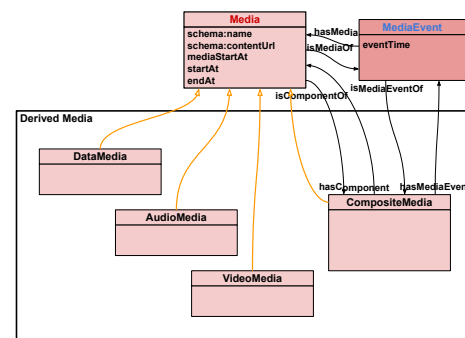 Media
schema:name
schema:contentUrl
mediaStartAt
startAt
endAt
hasMedia
isMediaOf
MediaEvent
eventTime
isComponentOf
isMediaEventOf
Derived Media
DataMedia
AudioMedia
VideoMedia
hasComponent
hasMediaEvent
CompositeMedia